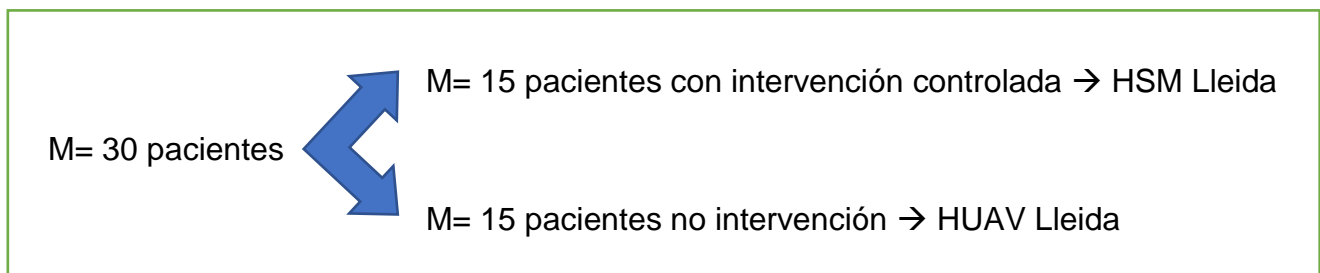 M= 15 pacientes con intervención controlada → HSM Lleida
M= 30 pacientes
M= 15 pacientes no intervención → HUAV Lleida